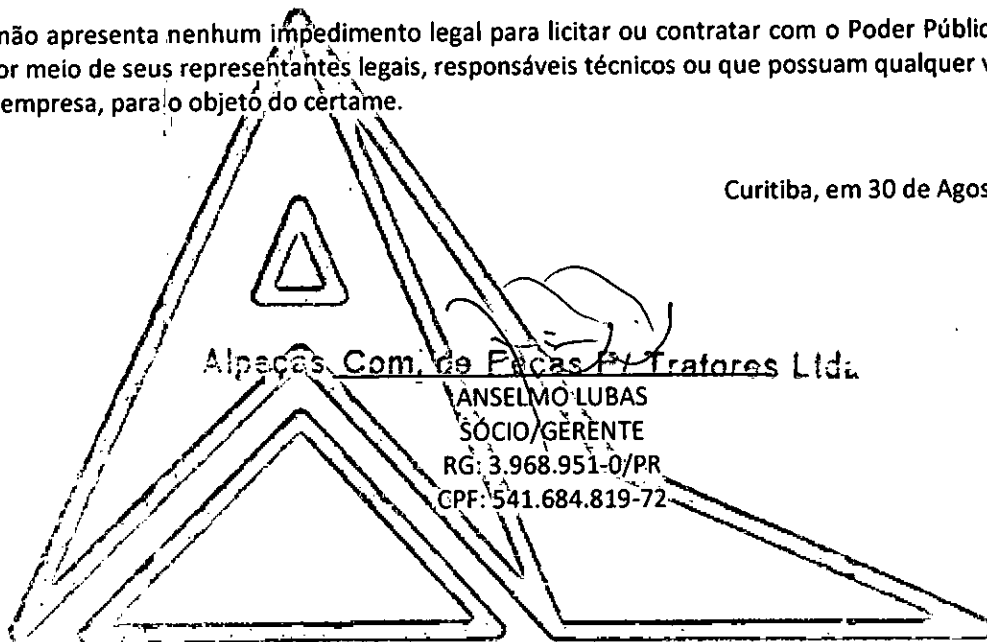 não apresenta nenhum impedimento legal para licitar ou contratar com o Poder Públic
or meio de seus representantes legais, responsáveis técnicos ou que possuam qualquer v
empresa, para o objeto do certame.
Curitiba, em 30 de Agos
Alpeças Com. de Peças P/ Tratores Ltda
ANSELMO LUBAS
SÓCIO/GERENTE
RG: 3.968.951-0/PR
CPF: 541.684.819-72